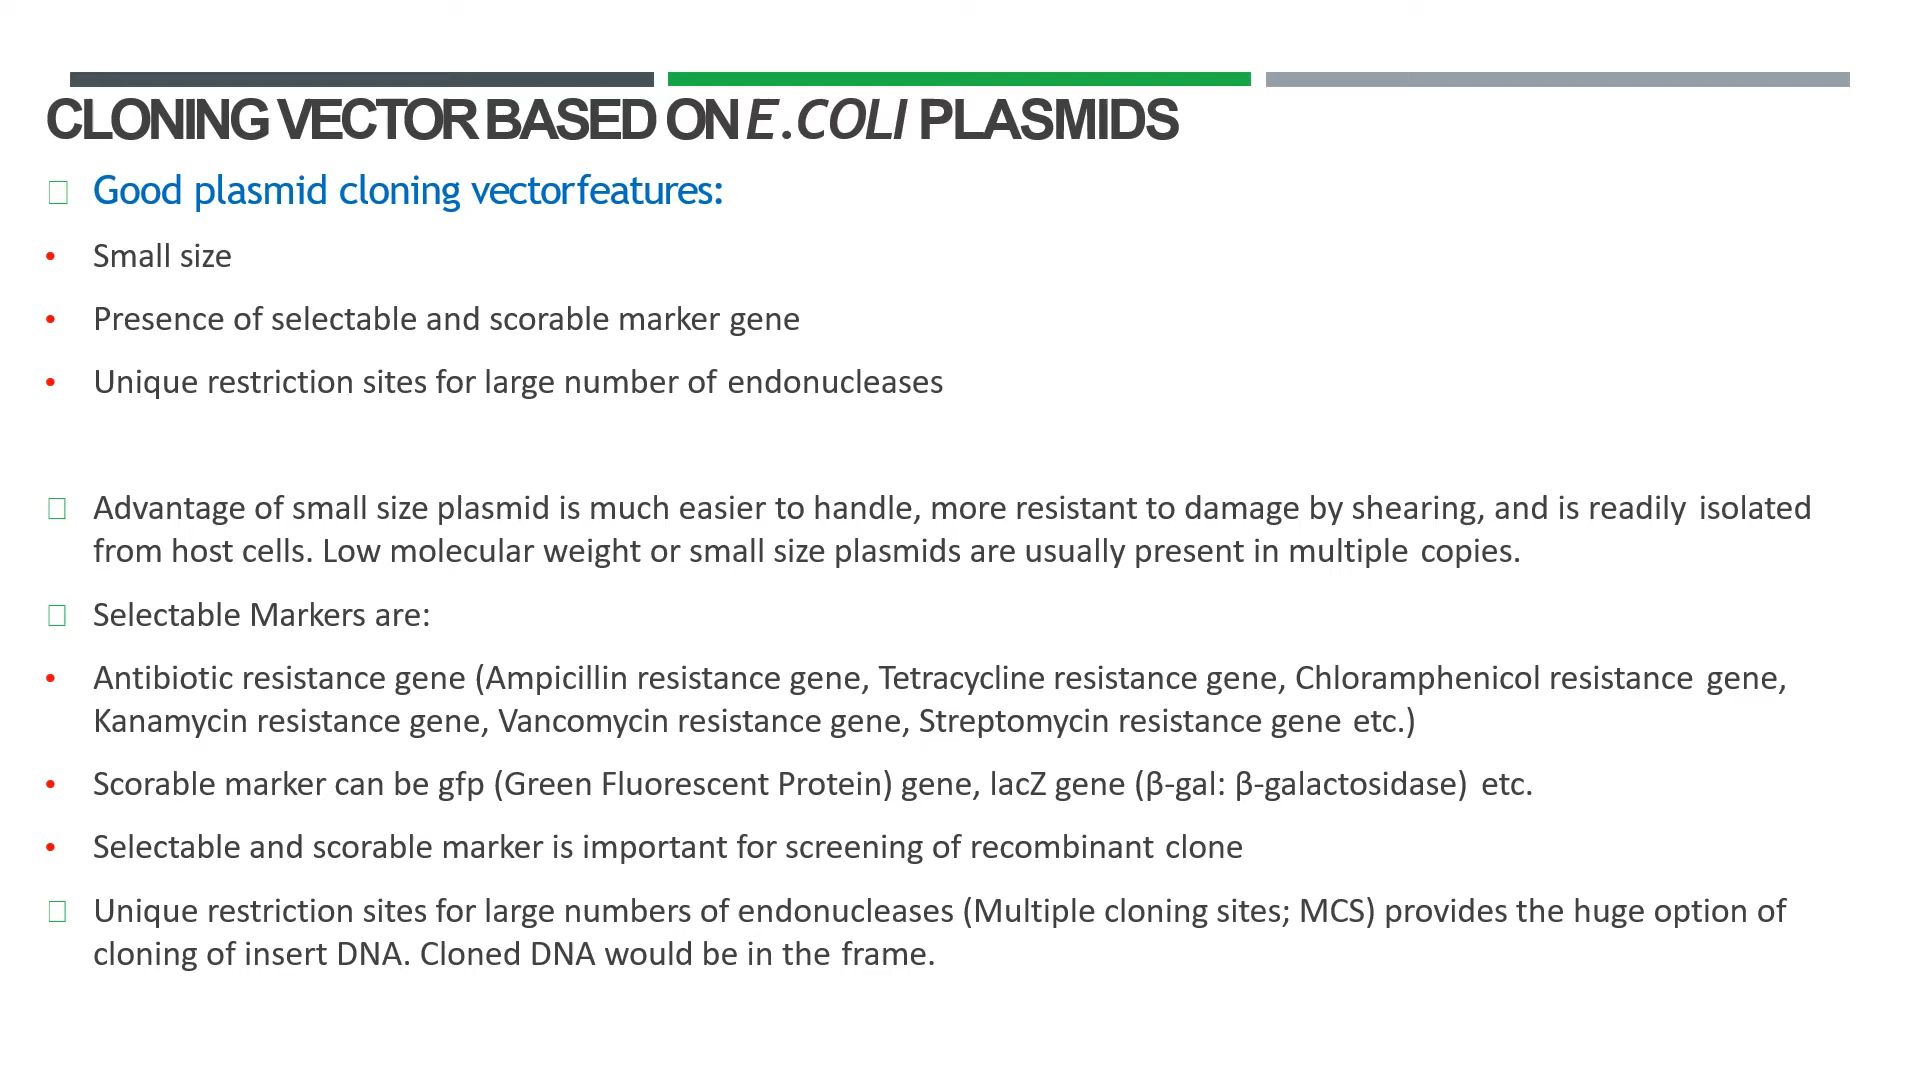 CLONING VECTOR BASED ON E.COLI PLASMIDS
Good plasmid cloning vectorfeatures:
• Small size
• Presence of selectable and scorable marker gene
• Unique restriction sites for large number of endonucleases
Advantage of small size plasmid is much easier to handle, more resistant to damage by shearing, and is readily isolated
from host cells. Low molecular weight or small size plasmids are usually present in multiple copies.
Selectable Markers are:
• Antibiotic resistance gene (Ampicillin resistance gene, Tetracycline resistance gene, Chloramphenicol resistance gene,
Kanamycin resistance gene, Vancomycin resistance gene, Streptomycin resistance gene etc.)
• Scorable marker can be gfp (Green Fluorescent Protein) gene, lacZ gene (β-gal: β-galactosidase) etc.
• Selectable and scorable marker is important for screening of recombinant clone
Unique restriction sites for large numbers of endonucleases (Multiple cloning sites; MCS) provides the huge option of
cloning of insert DNA. Cloned DNA would be in the frame.